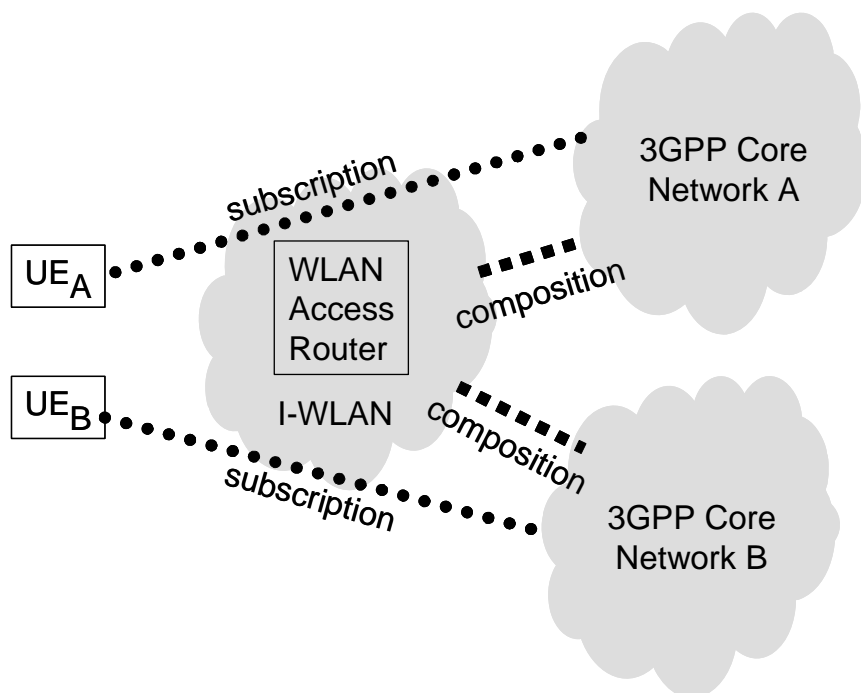 3GPP Core
Network A
subscription
UEA
WLAN
Access
Router
composition
UEB
I-WLAN
composition
subscription
3GPP Core
Network B